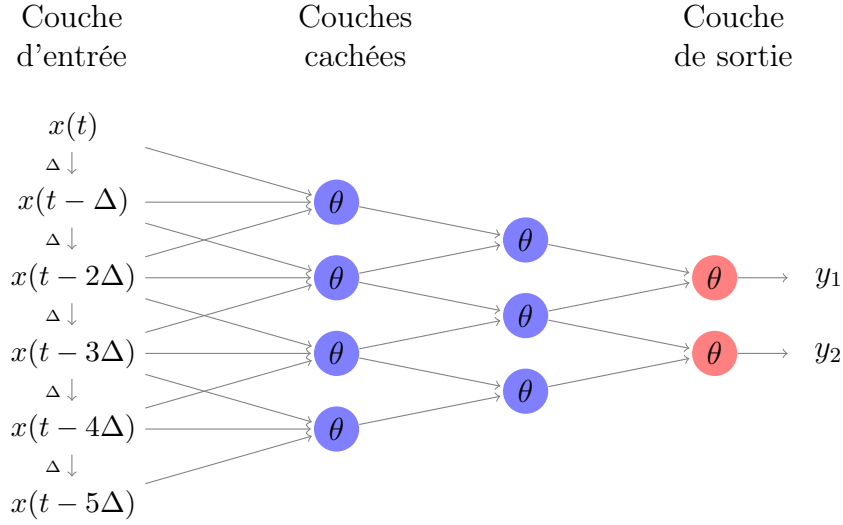 Couche
d'entrée
Couches
cachées
Couche
de sortie
x(t)
Δ ↓
x(t − Δ)
Δ ↓
x(t − 2Δ)
Δ ↓
x(t − 3Δ)
Δ ↓
x(t − 4Δ)
Δ ↓
x(t − 5Δ)
θ
θ
θ
θ
θ
θ
θ
θ
θ
y₁
y₂